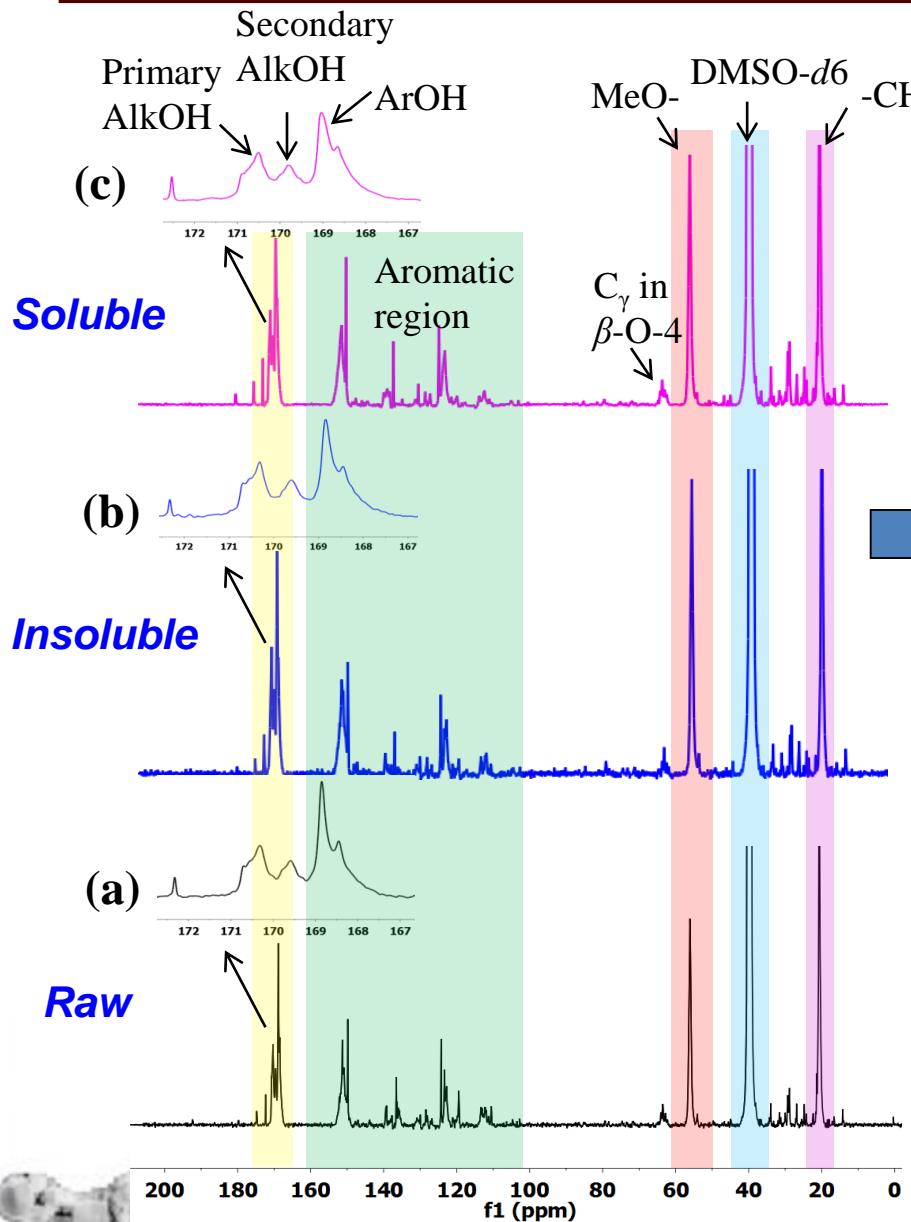 Secondary
AlkOH
Primary
AlkOH
ArOH
MeO-
DMSO-d6
-CH
(c)
172 171 170 169 168 167
Soluble
Aromatic
region
Cγ in
β-O-4
(b)
172 171 170 169 168 167
Insoluble
(a)
172 171 170 169 168 167
Raw
200 180 160 140 120 100 80 60 40 20 0
f1 (ppm)